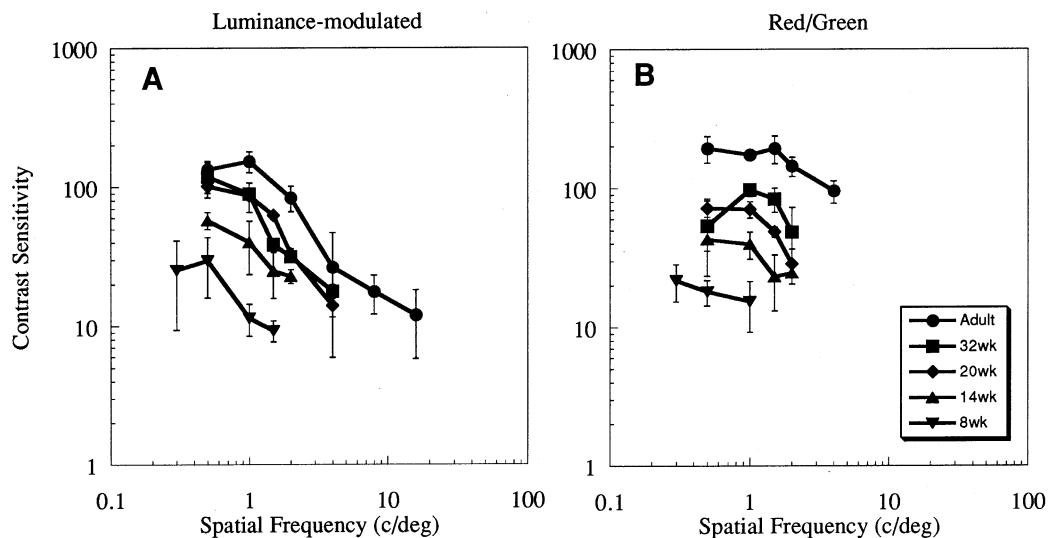 Luminance-modulated
Red/Green
A
B
1000
100
10
1
Contrast Sensitivity
0.1 1 10 100
Spatial Frequency (c/deg)
1000
100
10
1
0.1 1 10 100
Spatial Frequency (c/deg)
Adult
32wk
20wk
14wk
8wk